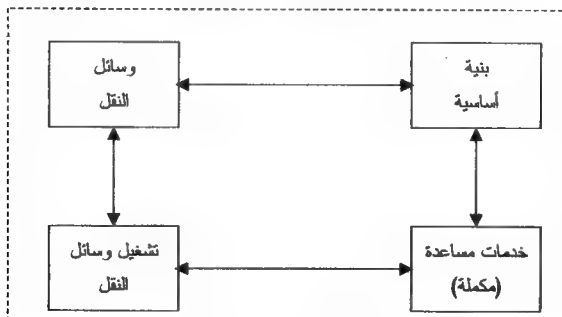 بنية
أساسية
وسائل
النقل
خدمات مساعدة
(مكملة)
تشغيل وسائل
النقل